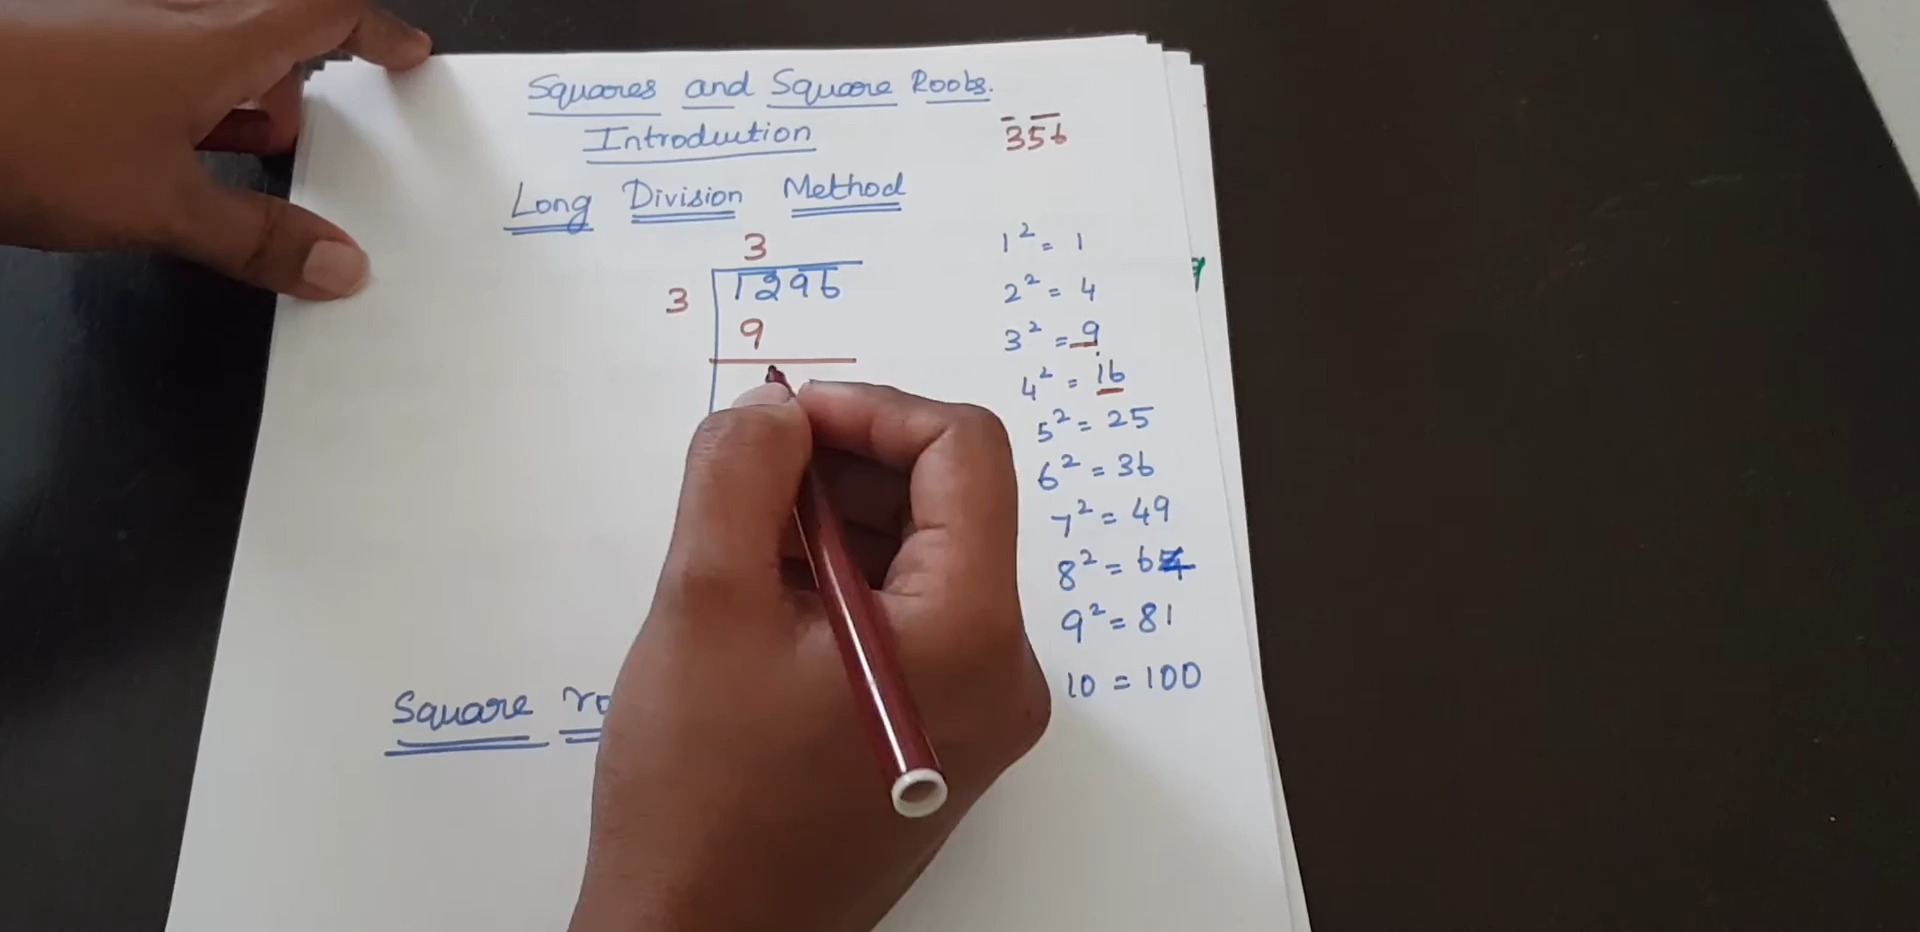 Squares and Square Roots.
Introduction
356
Long Division Method
3
3 1296
9
1² = 1
2² = 4
3² = 9
4² = 16
5² = 25
6² = 36
7² = 49
8² = 64
9² = 81
10 = 100
Square